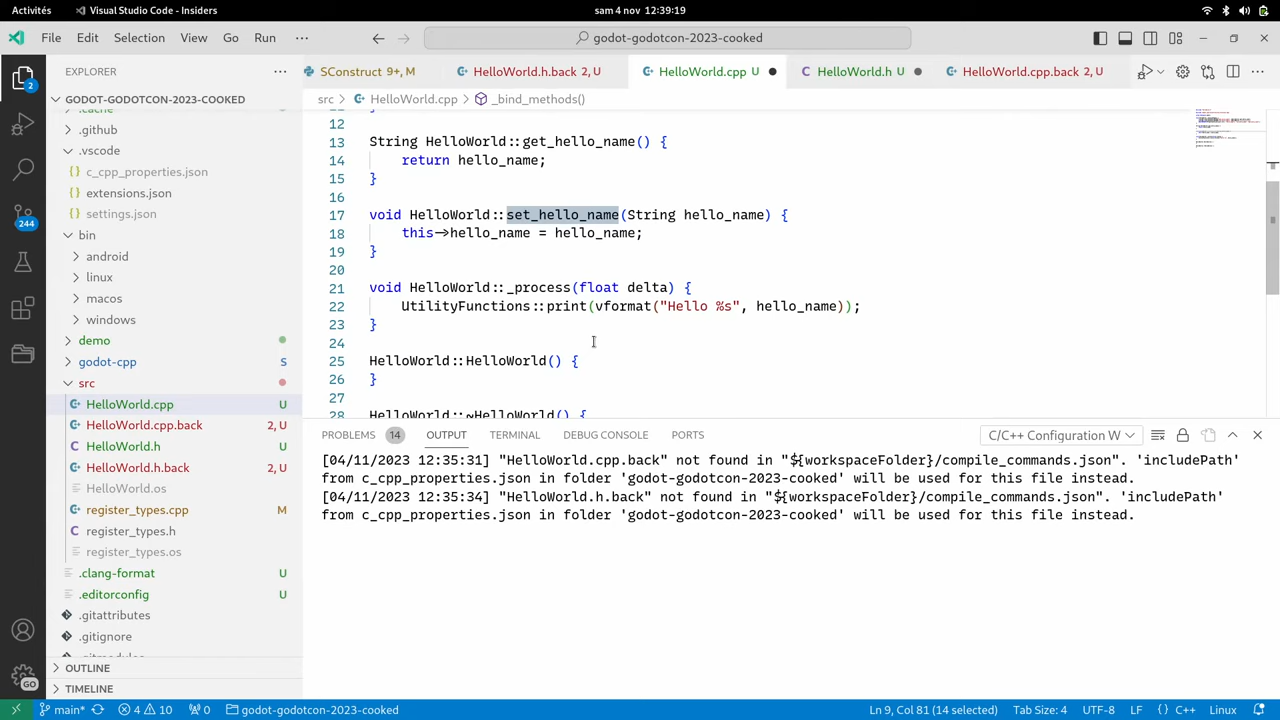 Activités
Visual Studio Code - Insiders
sam 4 nov 12:39:19
File Edit Selection View Go Run ···
godot-godotcon-2023-cooked
EXPLORER
SConstruct 9+, M
HelloWorld.h.back 2, U
HelloWorld.cpp U
HelloWorld.h U
HelloWorld.cpp.back 2, U
src > HelloWorld.cpp > _bind_methods()
2
244
GO
GODOT-GODOTCON-2023-COOKED
.github
.vscode
c_cpp_properties.json
extensions.json
settings.json
bin
android
linux
macos
windows
demo
godot-cpp S
src
HelloWorld.cpp U
HelloWorld.cpp.back 2, U
HelloWorld.h U
HelloWorld.h.back 2, U
HelloWorld.os
register_types.cpp M
register_types.h
register_types.os
.clang-format U
.editorconfig U
.gitattributes
.gitignore
OUTLINE
TIMELINE
12
13 String HelloWorld::get_hello_name() {
14 return hello_name;
15 }
16
17 void HelloWorld::set_hello_name(String hello_name) {
18 this->hello_name = hello_name;
19 }
20
21 void HelloWorld::_process(float delta) {
22 UtilityFunctions::print(vformat("Hello %s", hello_name));
23 }
24
25 HelloWorld::HelloWorld() {
26 }
27
28 HelloWorld::~HelloWorld() {
PROBLEMS 14 OUTPUT TERMINAL DEBUG CONSOLE PORTS
C/C++ Configuration W
[04/11/2023 12:35:31] "HelloWorld.cpp.back" not found in "${workspaceFolder}/compile_commands.json". 'includePath'
from c_cpp_properties.json in folder 'godot-godotcon-2023-cooked' will be used for this file instead.
[04/11/2023 12:35:34] "HelloWorld.h.back" not found in "${workspaceFolder}/compile_commands.json". 'includePath'
from c_cpp_properties.json in folder 'godot-godotcon-2023-cooked' will be used for this file instead.
main* 4 10 0 godot-godotcon-2023-cooked
Ln 9, Col 81 (14 selected) Tab Size: 4 UTF-8 LF {} C++ Linux